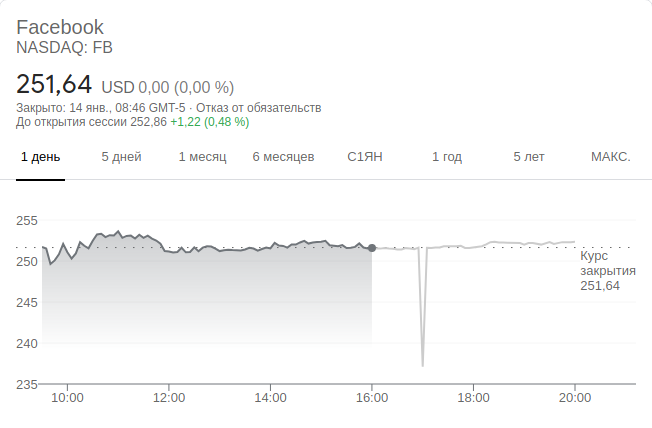 Facebook
NASDAQ: FB
251,64 USD 0,00 (0,00 %)
Закрыто: 14 янв., 08:46 GMT-5 · Отказ от обязательств
До открытия сессии 252,86 +1,22 (0,48 %)
1 день 5 дней 1 месяц 6 месяцев С1ЯН 1 год 5 лет МАКС.
255
250
245
240
235
Курс
закрытия
251,64
10:00 12:00 14:00 16:00 18:00 20:00